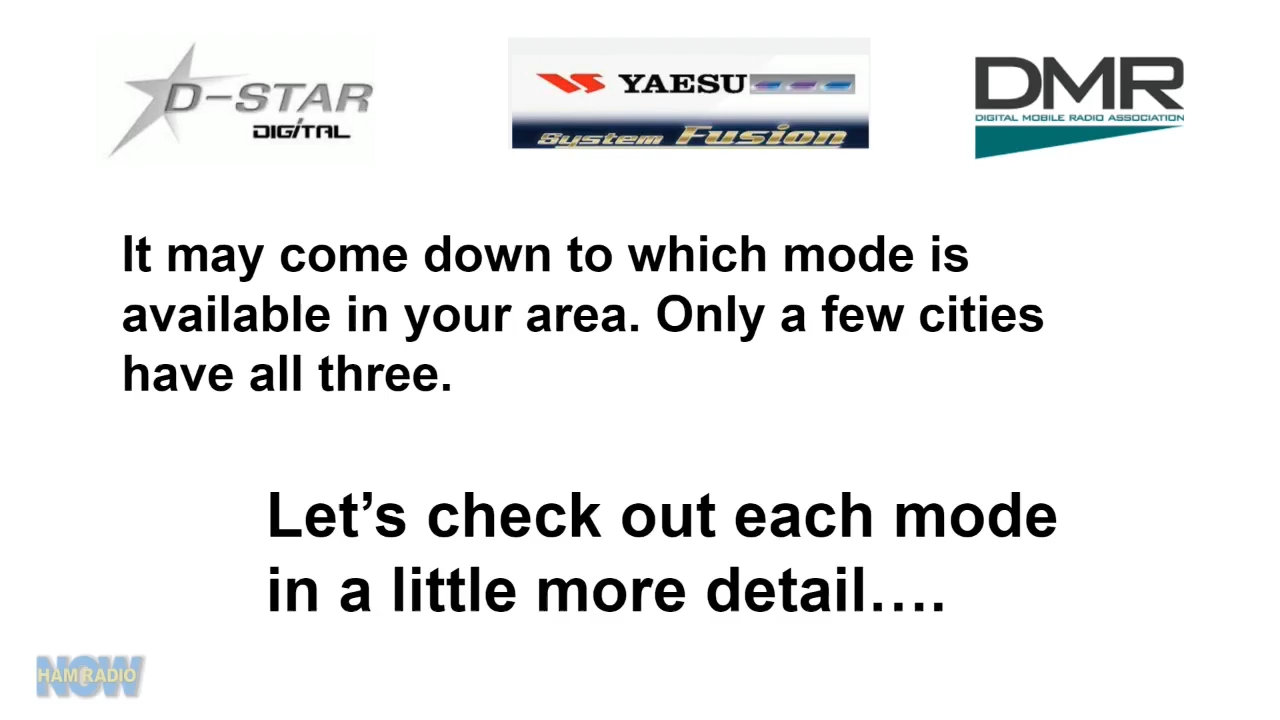 D-STAR
DIGITAL
YAESU
System Fusion
DMR
DIGITAL MOBILE RADIO ASSOCIATION
It may come down to which mode is
available in your area. Only a few cities
have all three.
Let’s check out each mode
in a little more detail….
NOW
HAM RADIO